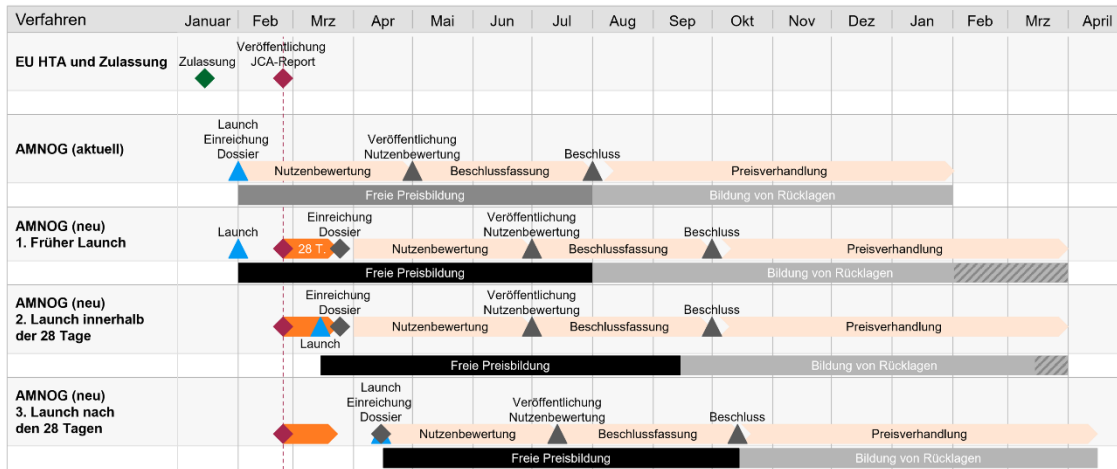 Verfahren Januar Feb Mrz Apr Mai Jun Jul Aug Sep Okt Nov Dez Jan Feb Mrz April
EU HTA und Zulassung
Zulassung
Veröffentlichung
JCA-Report
AMNOG (aktuell)
Launch
Einreichung
Dossier
Veröffentlichung
Nutzenbewertung
Beschluss
Nutzenbewertung Beschlussfassung Preisverhandlung
Freie Preisbildung Bildung von Rücklagen
AMNOG (neu)
1. Früher Launch
Launch
28 T.
Einreichung
Dossier
Veröffentlichung
Nutzenbewertung
Beschluss
Nutzenbewertung Beschlussfassung Preisverhandlung
Freie Preisbildung Bildung von Rücklagen
AMNOG (neu)
2. Launch innerhalb
der 28 Tage
Einreichung
Dossier
Launch
Veröffentlichung
Nutzenbewertung
Beschluss
Nutzenbewertung Beschlussfassung Preisverhandlung
Freie Preisbildung Bildung von Rücklagen
AMNOG (neu)
3. Launch nach
den 28 Tagen
Launch
Einreichung
Dossier
Veröffentlichung
Nutzenbewertung
Beschluss
Nutzenbewertung Beschlussfassung Preisverhandlung
Freie Preisbildung Bildung von Rücklagen